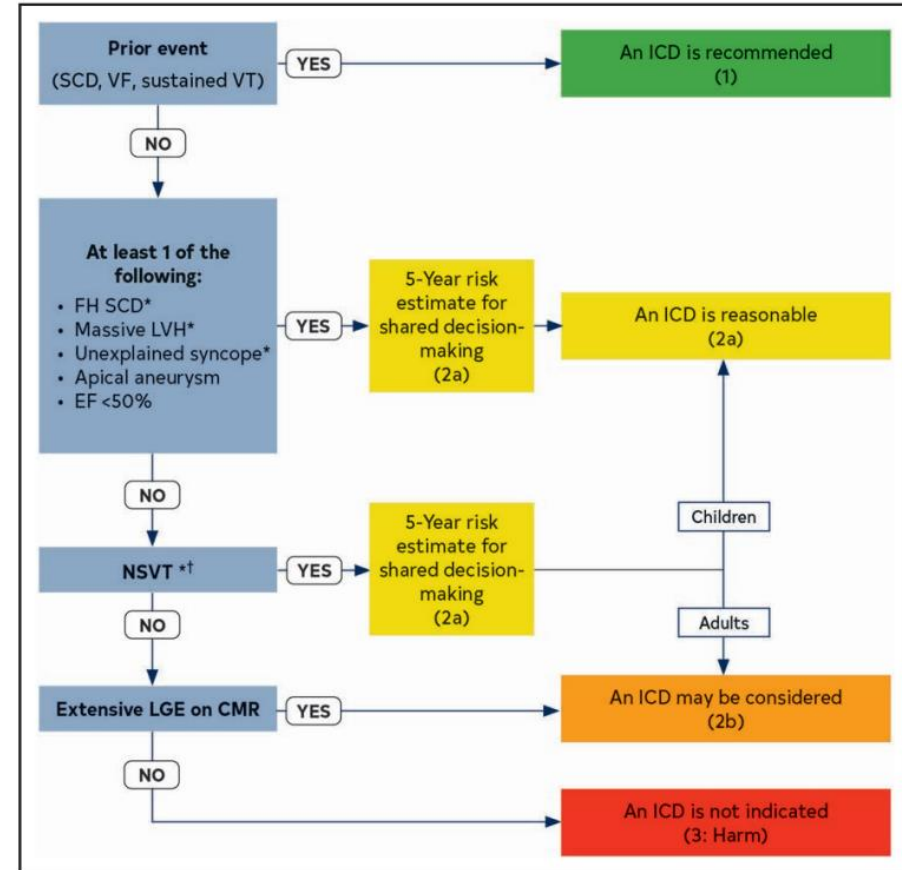 Prior event
(SCD, VF, sustained VT)
YES
An ICD is recommended
(1)
NO
At least 1 of the
following:
• FH SCD*
• Massive LVH*
• Unexplained syncope*
• Apical aneurysm
• EF <50%
YES
5-Year risk
estimate for
shared decision-
making
(2a)
An ICD is reasonable
(2a)
NO
Children
NSVT *†
YES
5-Year risk
estimate for
shared decision-
making
(2a)
Adults
NO
Extensive LGE on CMR
YES
An ICD may be considered
(2b)
NO
An ICD is not indicated
(3: Harm)